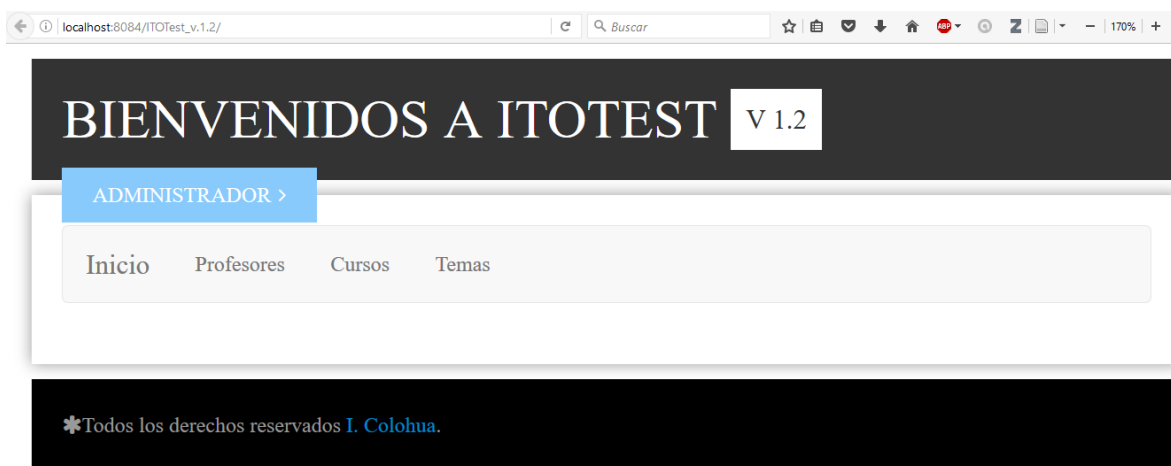 localhost:8084/ITOTest_v.1.2/ Buscar ABP Z 170%
BIENVENIDOS A ITOTEST V 1.2
ADMINISTRADOR >
Inicio Profesores Cursos Temas
✱Todos los derechos reservados I. Colohua.